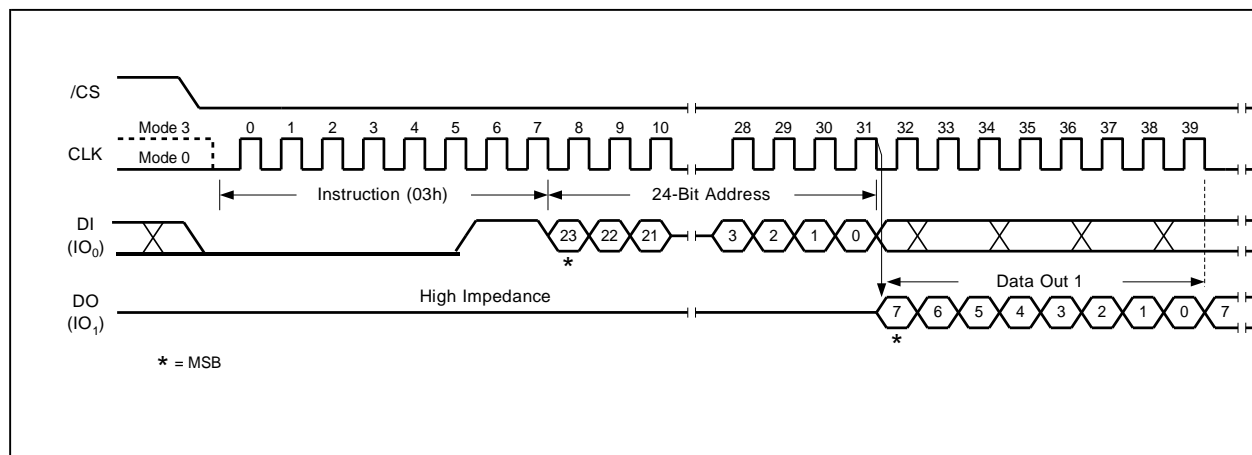 /CS
Mode 3 0 1 2 3 4 5 6 7 8 9 10 28 29 30 31 32 33 34 35 36 37 38 39
CLK
Mode 0
Instruction (03h) 24-Bit Address
DI
(IO0)
23 22 21 3 2 1 0
*
Data Out 1
High Impedance
DO
(IO1)
7 6 5 4 3 2 1 0 7
*
* = MSB